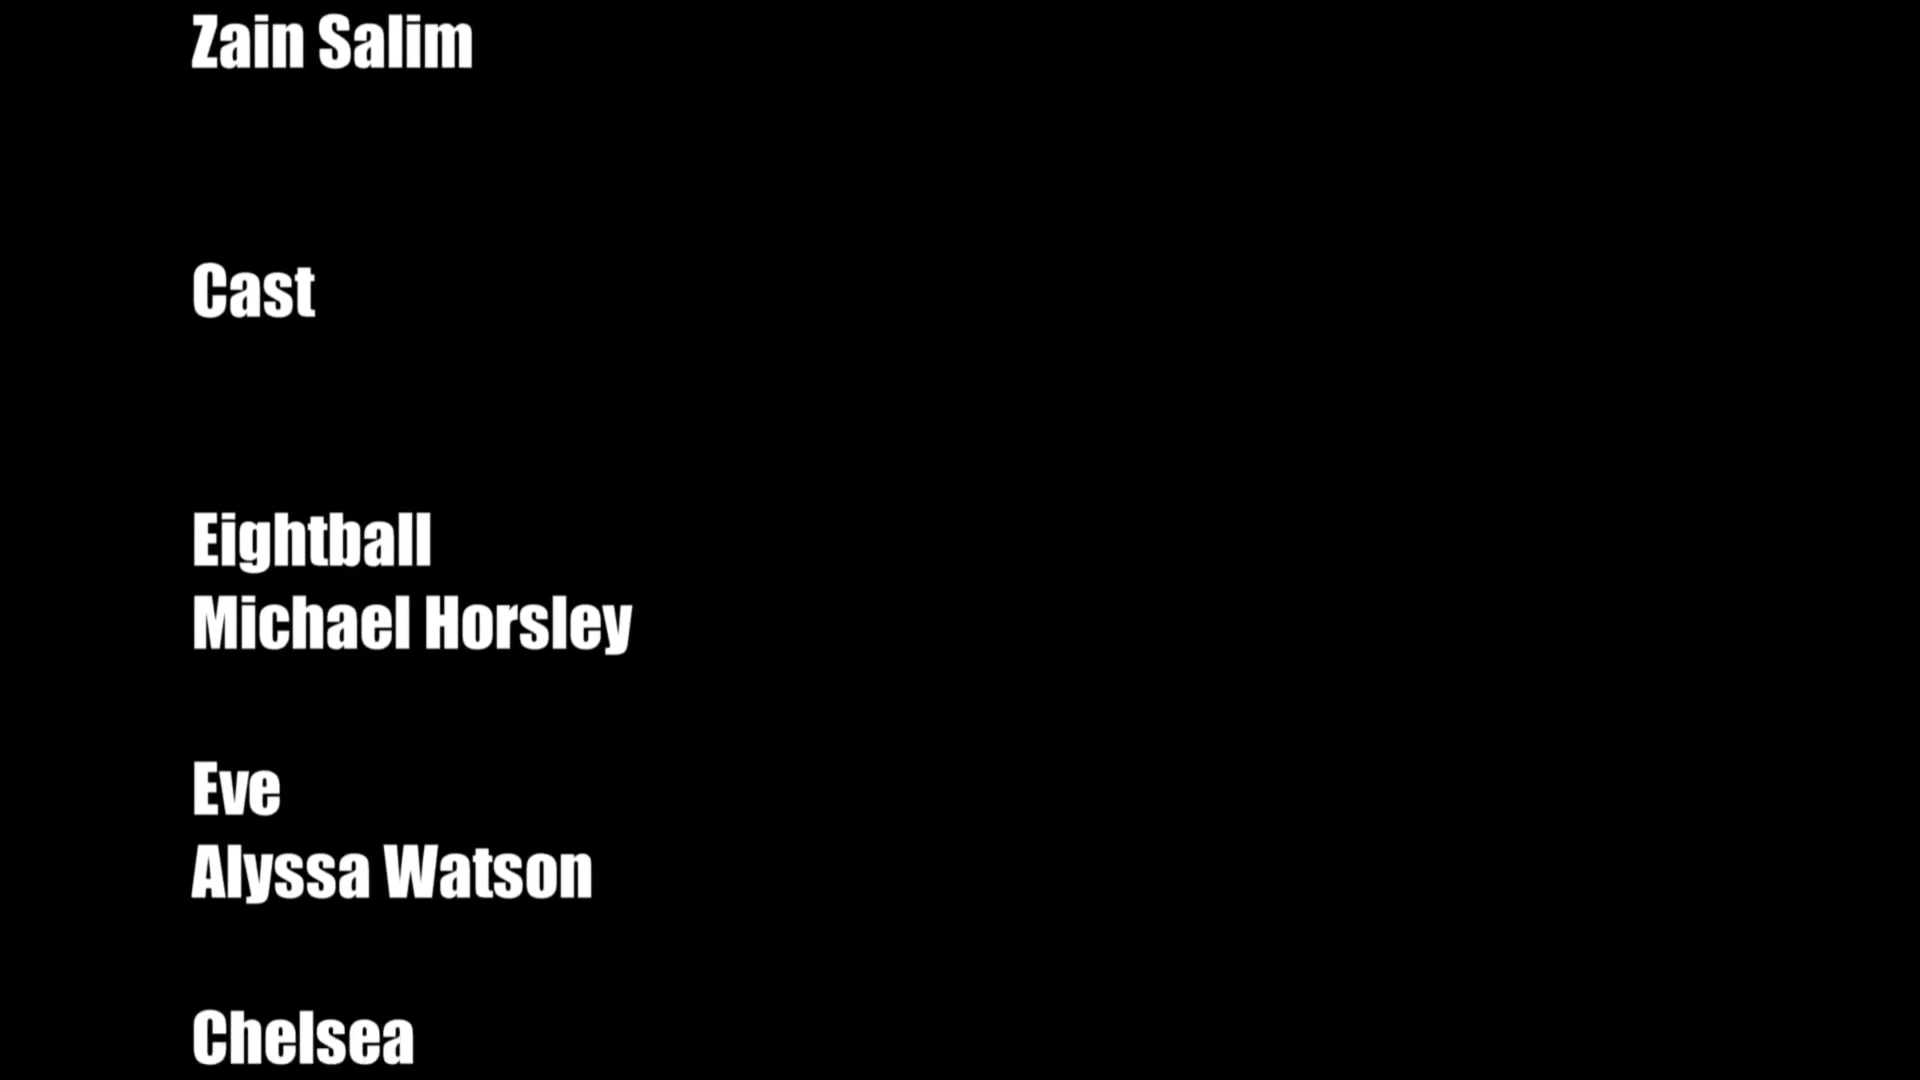 Zain Salim
Cast
Eightball
Michael Horsley
Eve
Alyssa Watson
Chelsea